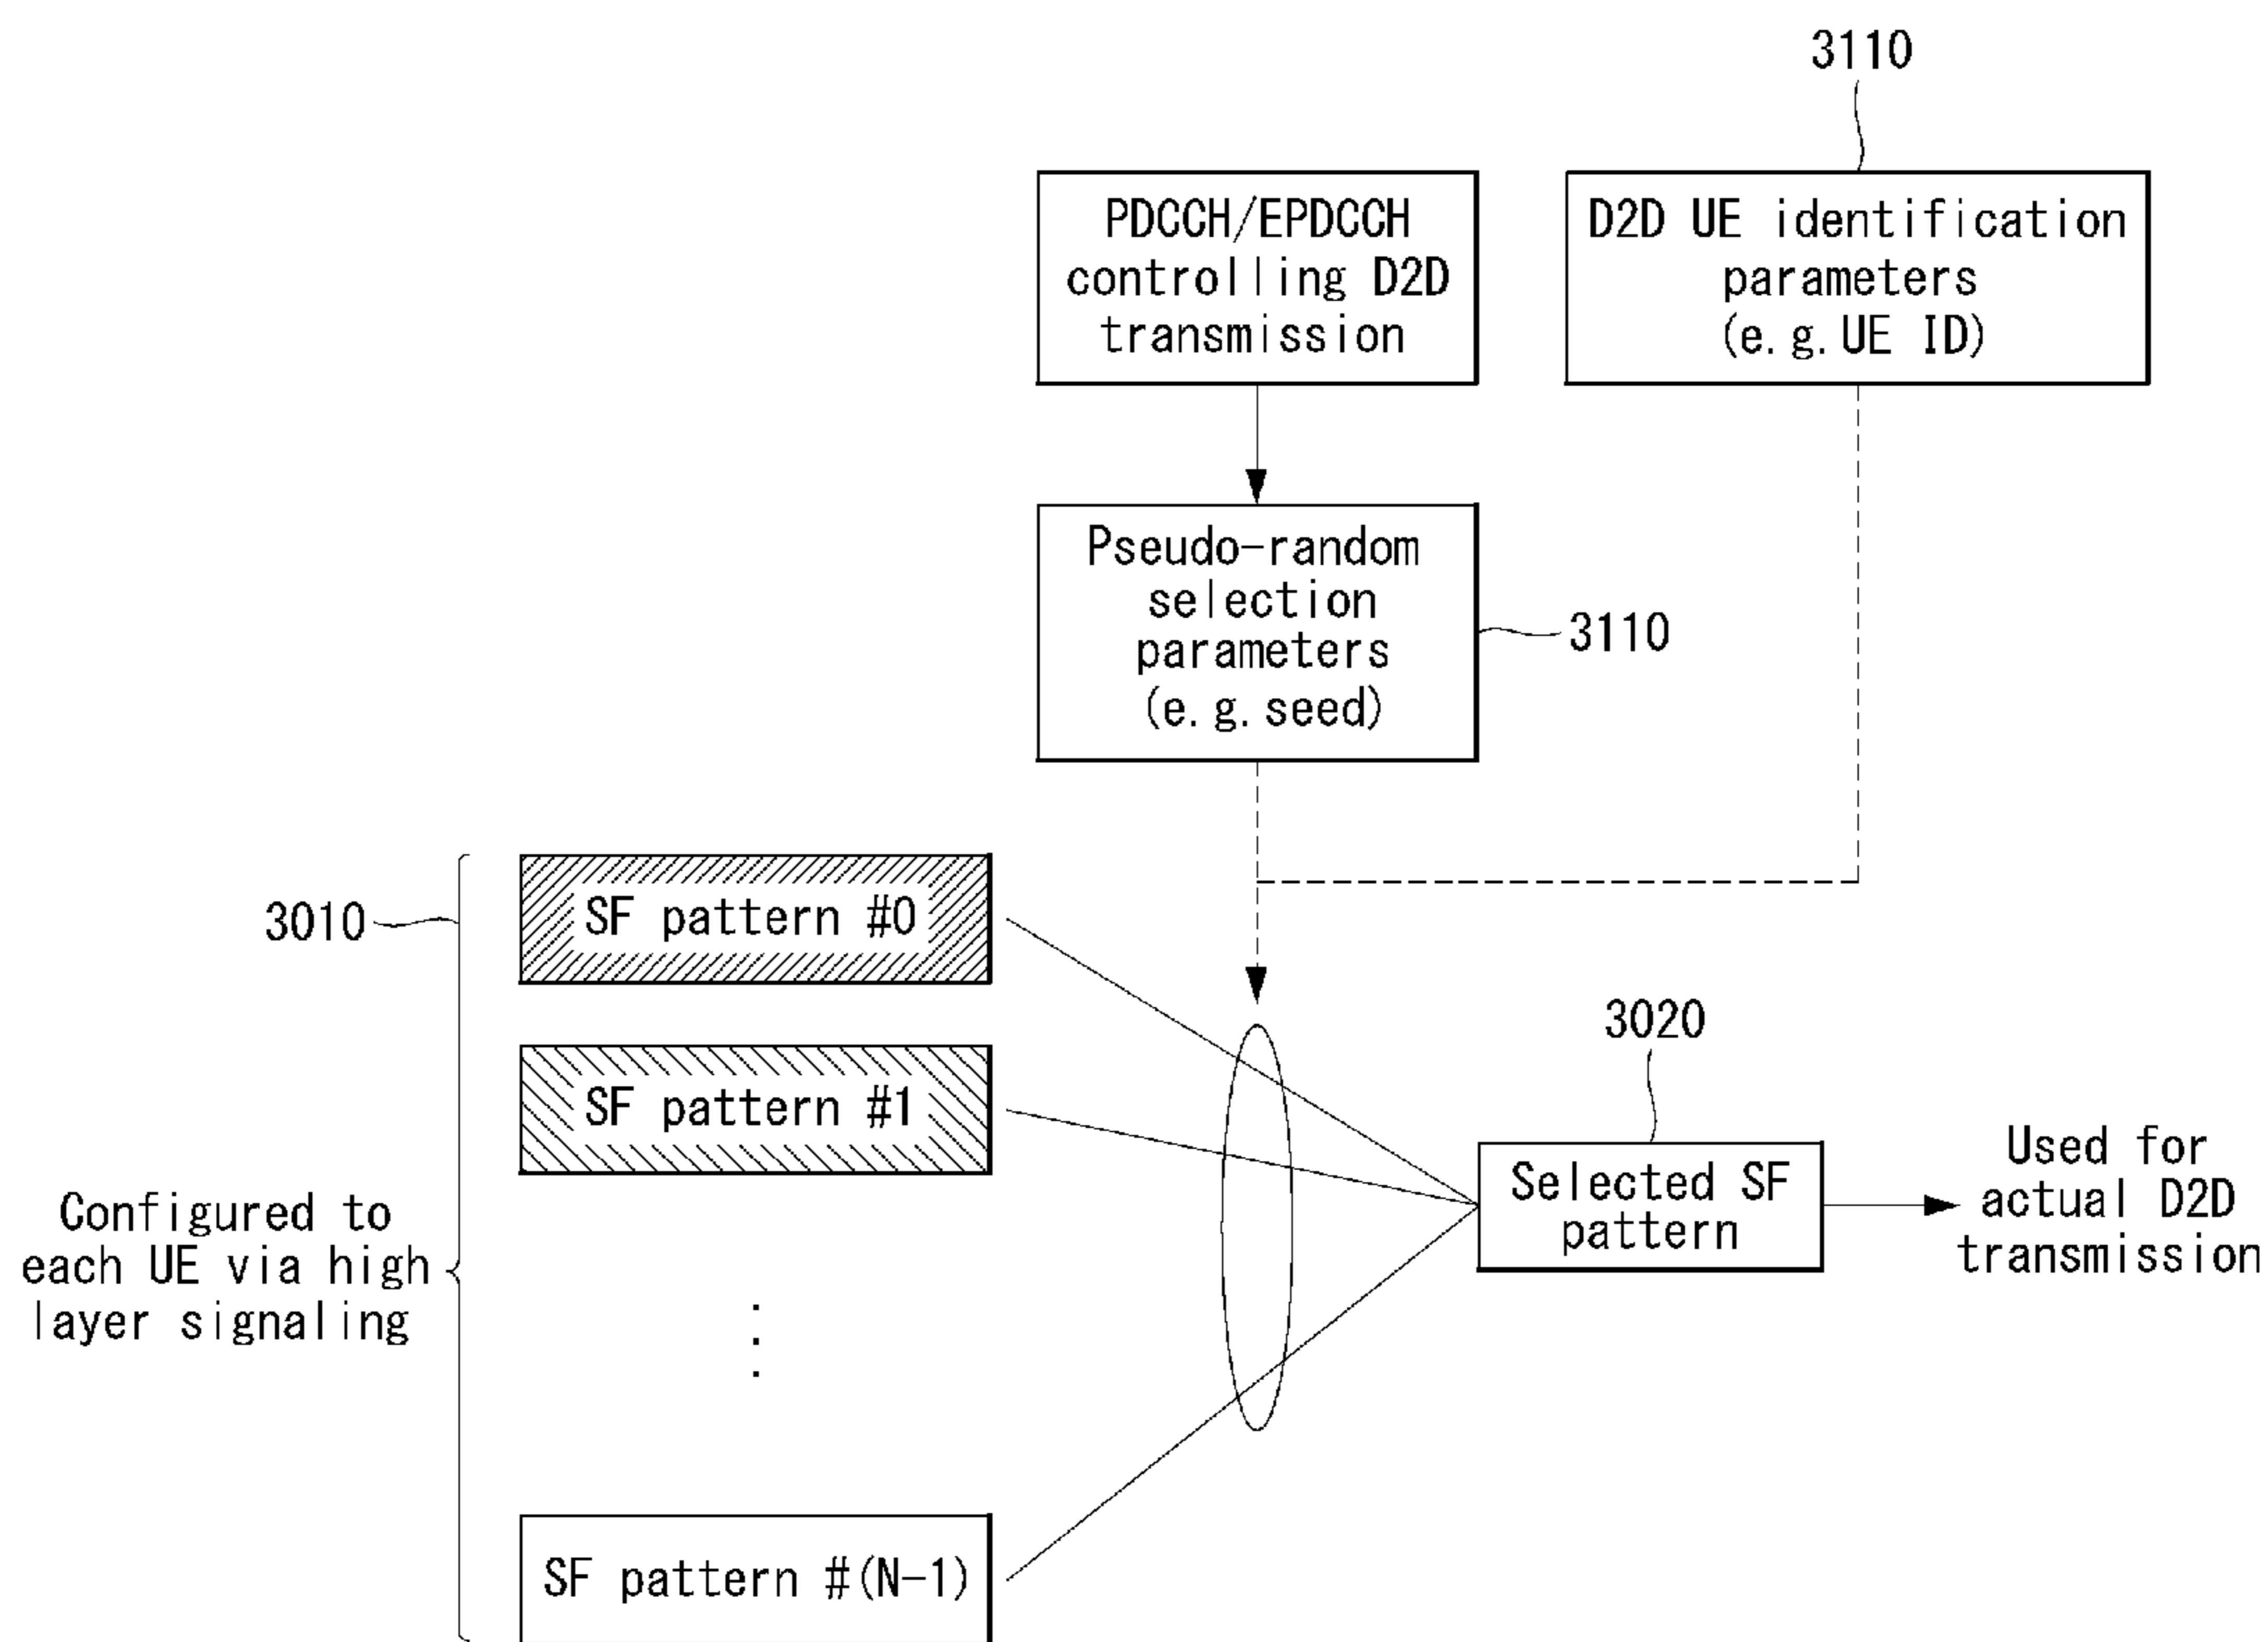 3110
PDCCH/EPDCCH
controlling D2D
transmission
D2D UE identification
parameters
(e.g.UE ID)
Pseudo-random
selection
parameters
(e.g.seed)
3110
3010
SF pattern #0
SF pattern #1
Configured to
each UE via high
layer signaling
SF pattern #(N-1)
3020
Selected SF
pattern
Used for
actual D2D
transmission